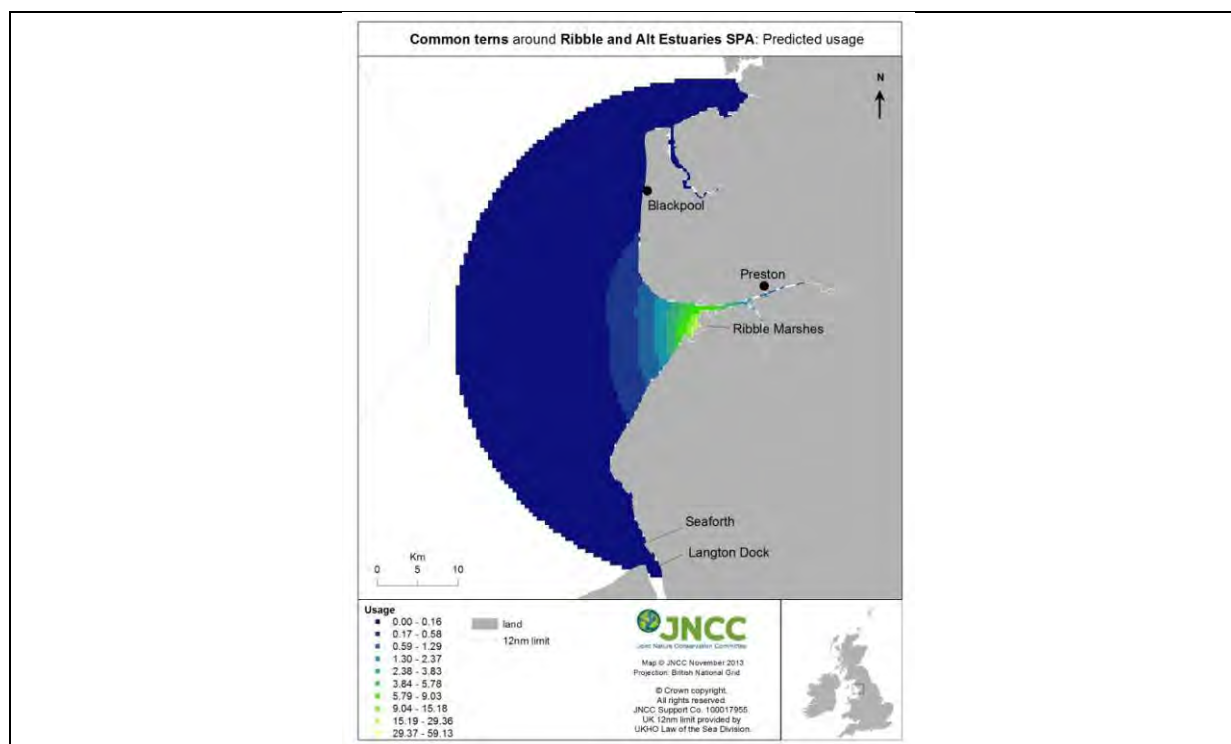 Common terns around Ribble and Alt Estuaries SPA: Predicted usage
N
Blackpool
Preston
Ribble Marshes
Seaforth
Langton Dock
Km
0 5 10
Usage
0.00 - 0.16
0.17 - 0.58
0.59 - 1.29
1.30 - 2.37
2.38 - 3.83
3.84 - 5.78
5.79 - 9.03
9.04 - 15.18
15.19 - 29.36
29.37 - 59.13
land
12nm limit
JNCC
Joint Nature Conservation Committee
Map © JNCC November 2013
Projection: British National Grid
© Crown copyright.
All rights reserved.
JNCC Support Co. 100017955.
UK 12nm limit provided by
UKHO Law of the Sea Division.